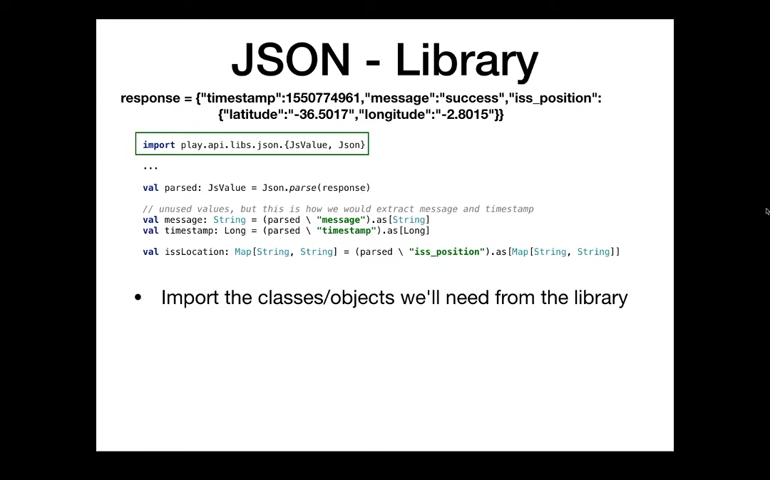 JSON - Library
response = {"timestamp":1550774961,"message":"success","iss_position":
{"latitude":"-36.5017","longitude":"-2.8015"}}
import play.api.libs.json.{JsValue, Json}
...
val parsed: JsValue = Json.parse(response)
// unused values, but this is how we would extract message and timestamp
val message: String = (parsed \ "message").as[String]
val timestamp: Long = (parsed \ "timestamp").as[Long]
val issLocation: Map[String, String] = (parsed \ "iss_position").as[Map[String, String]]
• Import the classes/objects we'll need from the library